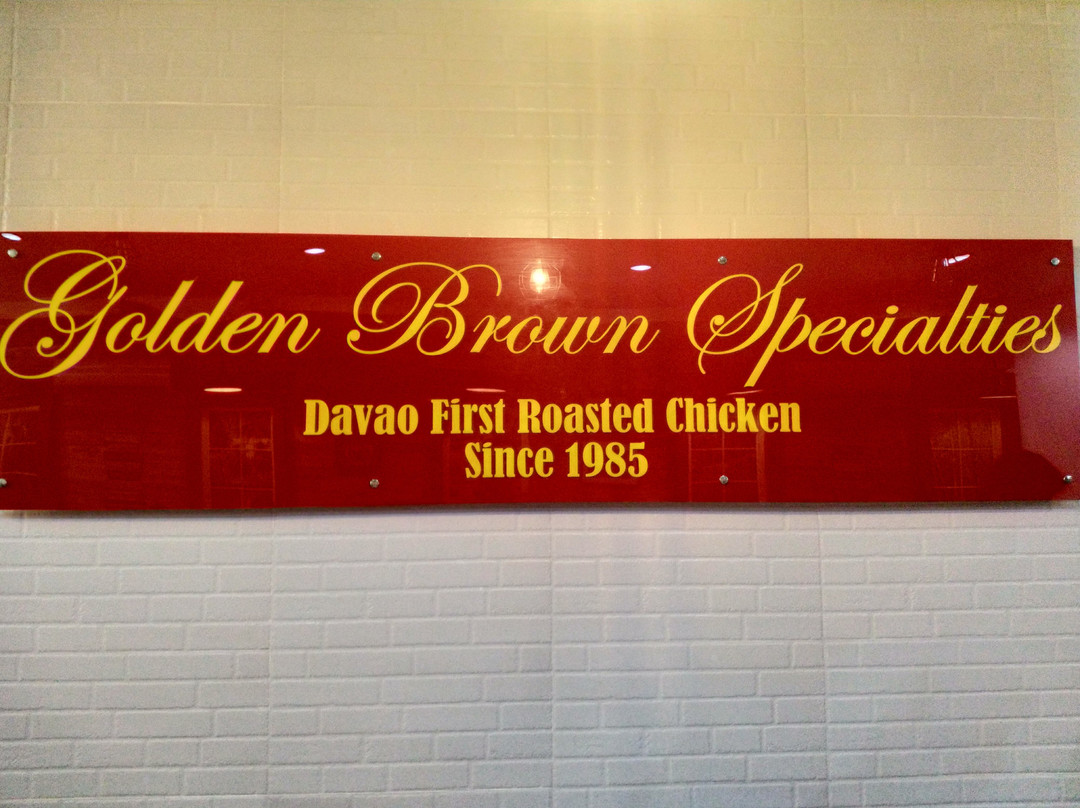 Golden Brown Specialties
Davao First Roasted Chicken
Since 1985